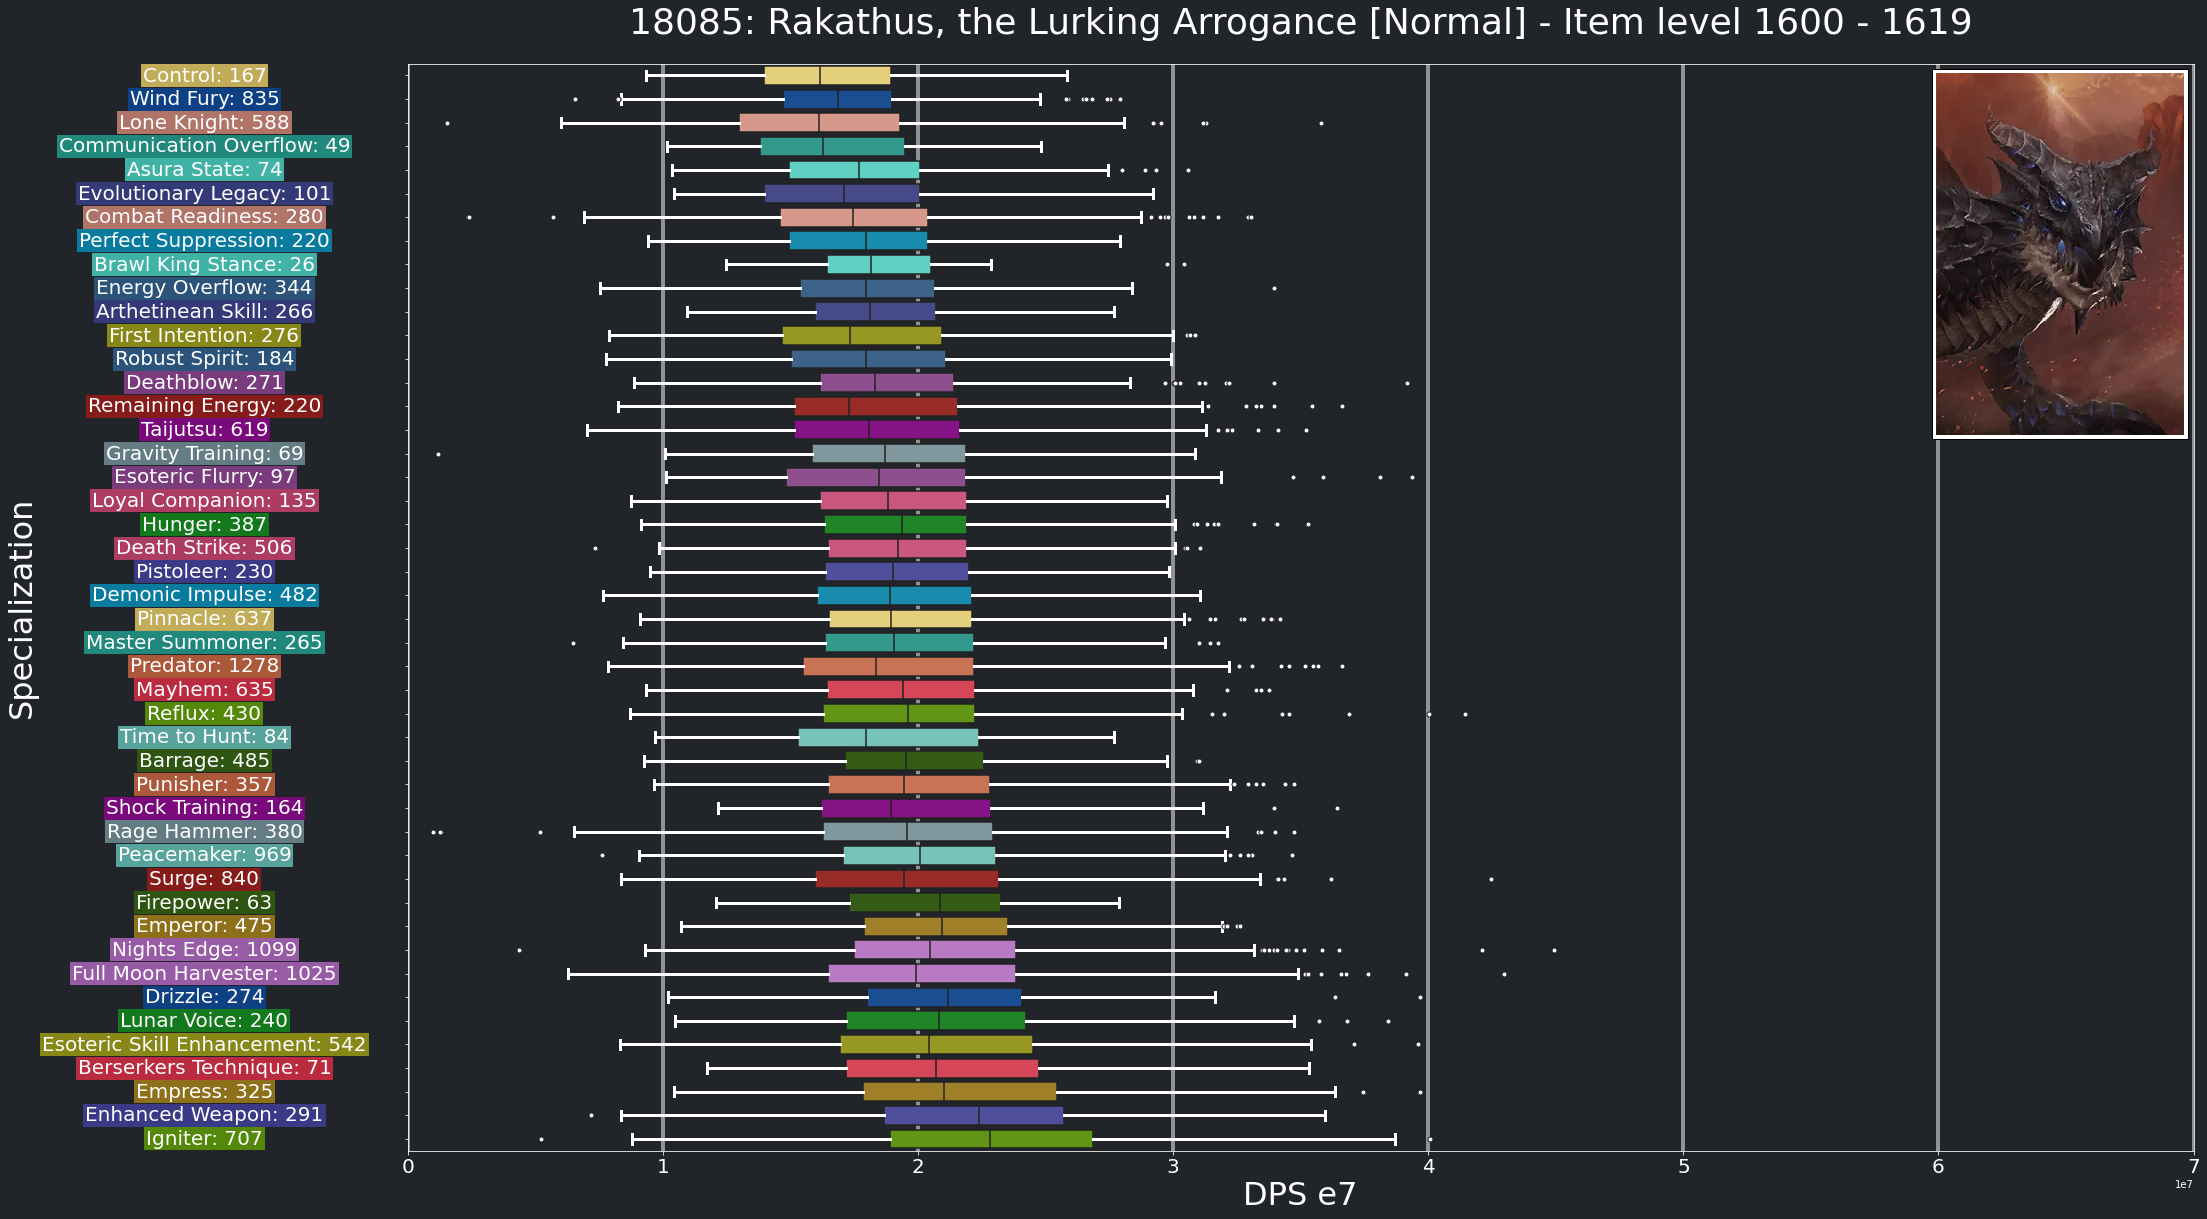 18085: Rakathus, the Lurking Arrogance [Normal] - Item level 1600 - 1619
Specialization
Control: 167
Wind Fury: 835
Lone Knight: 588
Communication Overflow: 49
Asura State: 74
Evolutionary Legacy: 101
Combat Readiness: 280
Perfect Suppression: 220
Brawl King Stance: 26
Energy Overflow: 344
Arthetinean Skill: 266
First Intention: 276
Robust Spirit: 184
Deathblow: 271
Remaining Energy: 220
Taijutsu: 619
Gravity Training: 69
Esoteric Flurry: 97
Loyal Companion: 135
Hunger: 387
Death Strike: 506
Pistoleer: 230
Demonic Impulse: 482
Pinnacle: 637
Master Summoner: 265
Predator: 1278
Mayhem: 635
Reflux: 430
Time to Hunt: 84
Barrage: 485
Punisher: 357
Shock Training: 164
Rage Hammer: 380
Peacemaker: 969
Surge: 840
Firepower: 63
Emperor: 475
Nights Edge: 1099
Full Moon Harvester: 1025
Drizzle: 274
Lunar Voice: 240
Esoteric Skill Enhancement: 542
Berserkers Technique: 71
Empress: 325
Enhanced Weapon: 291
Igniter: 707
0 1 2 3 4 5 6 7
1e7
DPS e7